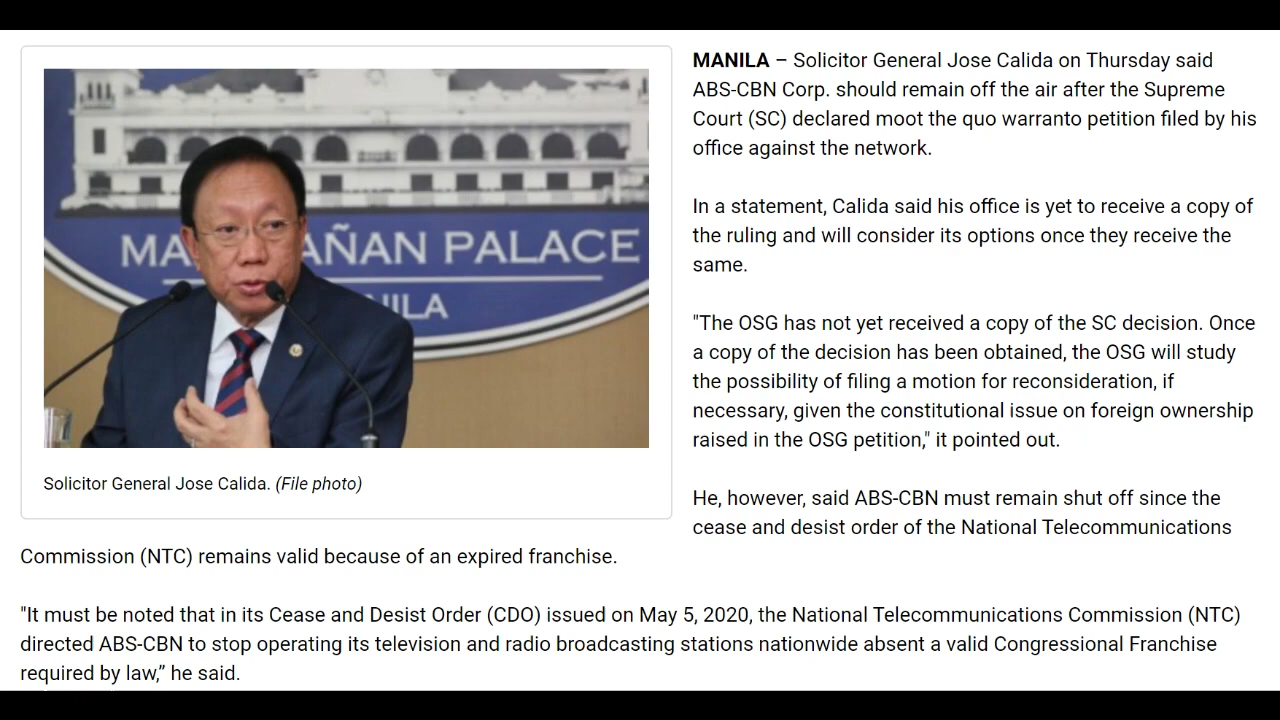 MA AÑAN PALACE
NILA
Solicitor General Jose Calida. (File photo)
MANILA – Solicitor General Jose Calida on Thursday said
ABS-CBN Corp. should remain off the air after the Supreme
Court (SC) declared moot the quo warranto petition filed by his
office against the network.
In a statement, Calida said his office is yet to receive a copy of
the ruling and will consider its options once they receive the
same.
"The OSG has not yet received a copy of the SC decision. Once
a copy of the decision has been obtained, the OSG will study
the possibility of filing a motion for reconsideration, if
necessary, given the constitutional issue on foreign ownership
raised in the OSG petition," it pointed out.
He, however, said ABS-CBN must remain shut off since the
cease and desist order of the National Telecommunications
Commission (NTC) remains valid because of an expired franchise.
"It must be noted that in its Cease and Desist Order (CDO) issued on May 5, 2020, the National Telecommunications Commission (NTC)
directed ABS-CBN to stop operating its television and radio broadcasting stations nationwide absent a valid Congressional Franchise
required by law,” he said.